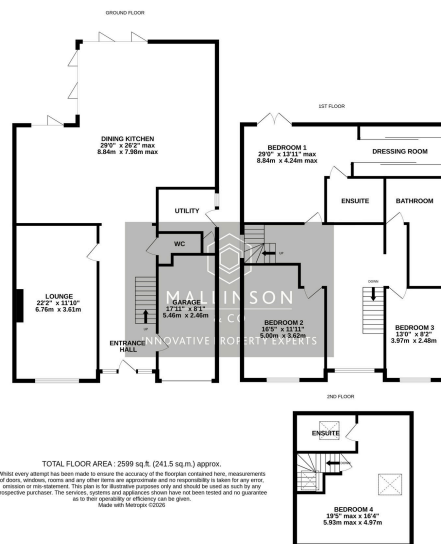 GROUND FLOOR
DINING KITCHEN
29'0" x 26'2" max
8.84m x 7.98m max
UTILITY
WC
LOUNGE
22'2" x 11'10"
6.76m x 3.61m
GARAGE
17'11" x 8'1"
5.46m x 2.46m
UP
ENTRANCE
HALL
1ST FLOOR
BEDROOM 1
29'0" x 13'11" max
8.84m x 4.24m max
DRESSING ROOM
ENSUITE
BATHROOM
UP
DOWN
BEDROOM 2
16'5" x 11'11"
5.00m x 3.62m
BEDROOM 3
13'0" x 8'2"
3.97m x 2.48m
MALLINSON
& CO
INNOVATIVE PROPERTY EXPERTS
2ND FLOOR
ENSUITE
BEDROOM 4
19'5" max x 16'4"
5.93m max x 4.97m
TOTAL FLOOR AREA : 2599 sq.ft. (241.5 sq.m.) approx.
Whilst every attempt has been made to ensure the accuracy of the floorplan contained here, measurements
of doors, windows, rooms and any other items are approximate and no responsibility is taken for any error,
omission or mis-statement. This plan is for illustrative purposes only and should be used as such by any
prospective purchaser. The services, systems and appliances shown have not been tested and no guarantee
as to their operability or efficiency can be given.
Made with Metropix ©2026